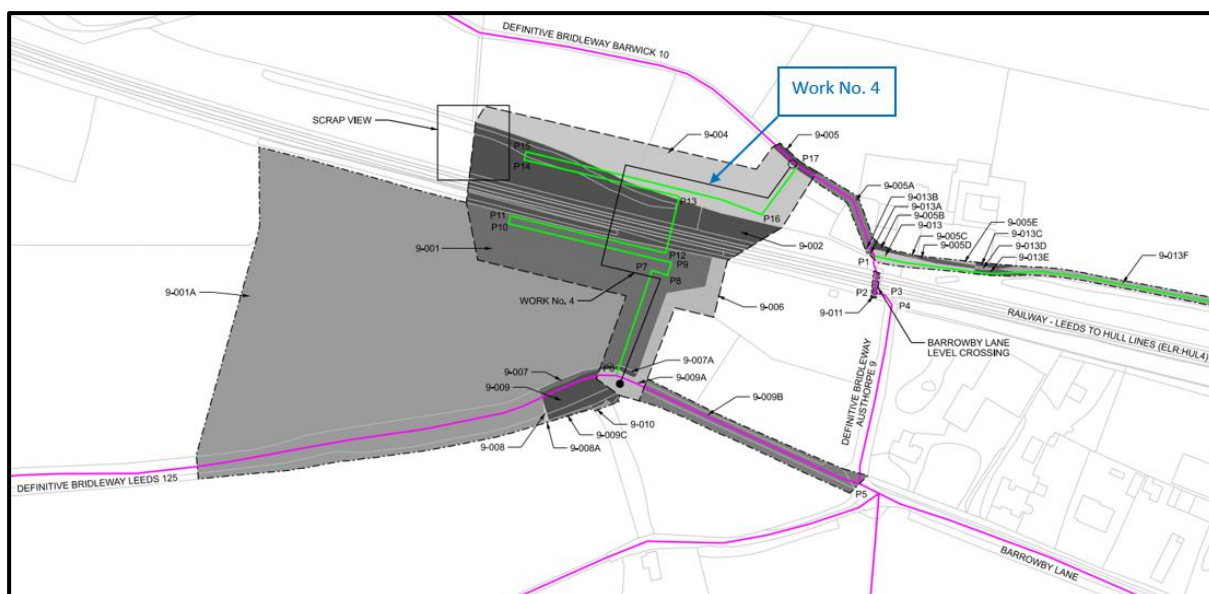 DEFINITIVE BRIDLEWAY BARWICK 10
Work No. 4
SCRAP VIEW
9-004
9-005
P17
P15
P14
9-005A
9-013B
9-013A
9-005B
9-013
9-005C
9-005D
9-005E
9-013C
9-013D
9-013E
9-013F
P13
P16
P11
P10
9-001
9-002
P12
P9
P7
P8
P1
P2
P3
P4
9-011
9-001A
WORK No. 4
9-006
RAILWAY - LEEDS TO HULL LINES (ELR:HUL4)
BARROWBY LANE
LEVEL CROSSING
9-007A
P6
9-007
9-009
9-009A
9-009B
DEFINITIVE BRIDLEWAY
AUSTHORPE 9
9-010
9-009C
9-008
9-008A
DEFINITIVE BRIDLEWAY LEEDS 125
P5
BARROWBY LANE